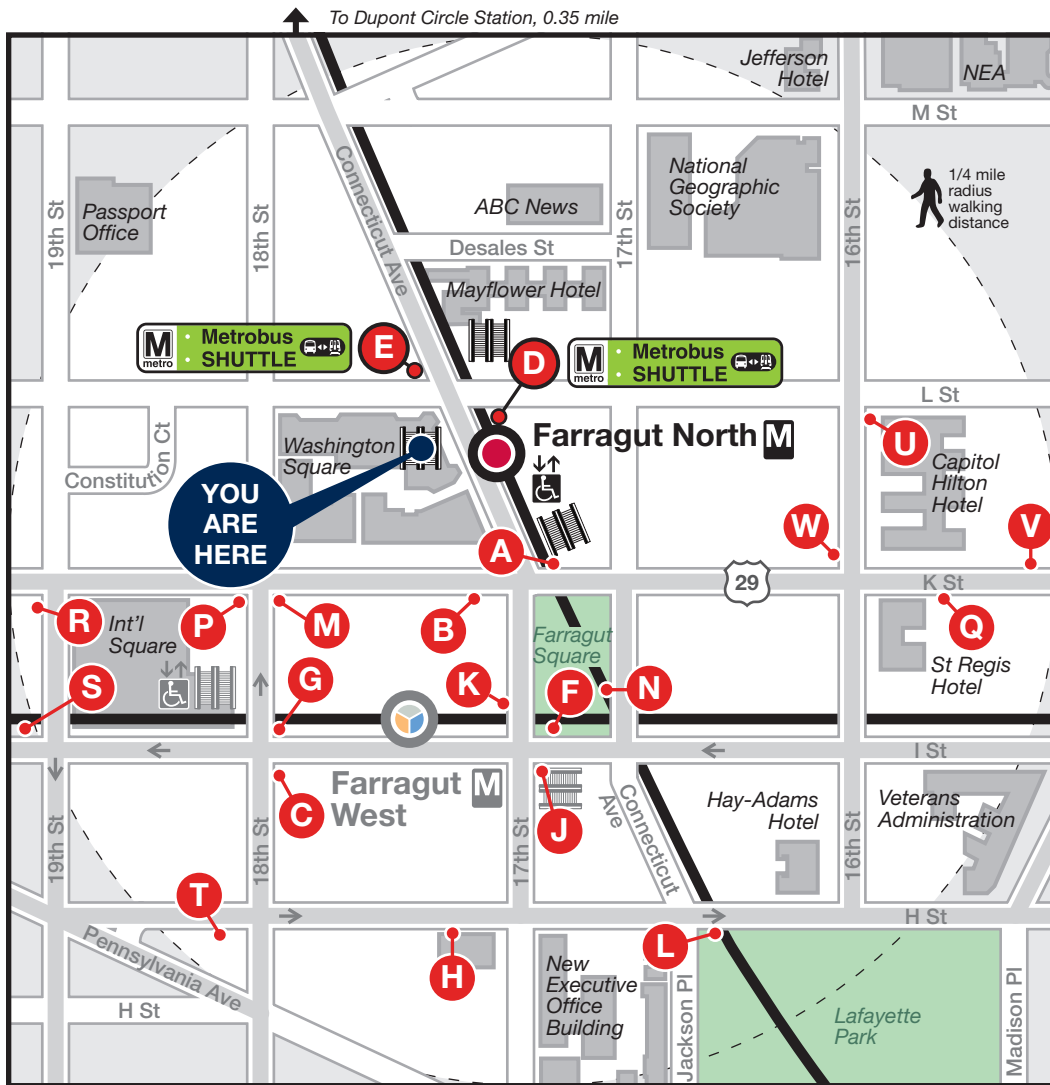 To Dupont Circle Station, 0.35 mile
Jefferson
Hotel
NEA
M St
Connecticut Ave
19th St
18th St
17th St
16th St
Passport
Office
ABC News
National
Geographic
Society
1/4 mile
radius
walking
distance
Desales St
Mayflower Hotel
M
metro
· Metrobus
· SHUTTLE
E
D
M
metro
· Metrobus
· SHUTTLE
L St
Constitution Ct
Washington
Square
Farragut North M
U
Capitol
Hilton
Hotel
YOU
ARE
HERE
A
W
V
29
K St
R
Int'l
Square
P
M
B
Farragut
Square
Q
St Regis
Hotel
S
G
K
F
N
I St
Farragut
West
M
C
J
Connecticut
Ave
Hay-Adams
Hotel
Veterans
Administration
19th St
18th St
17th St
16th St
T
H St
Pennsylvania Ave
H St
H
L
New
Executive
Office
Building
Jackson Pl
Lafayette
Park
Madison Pl